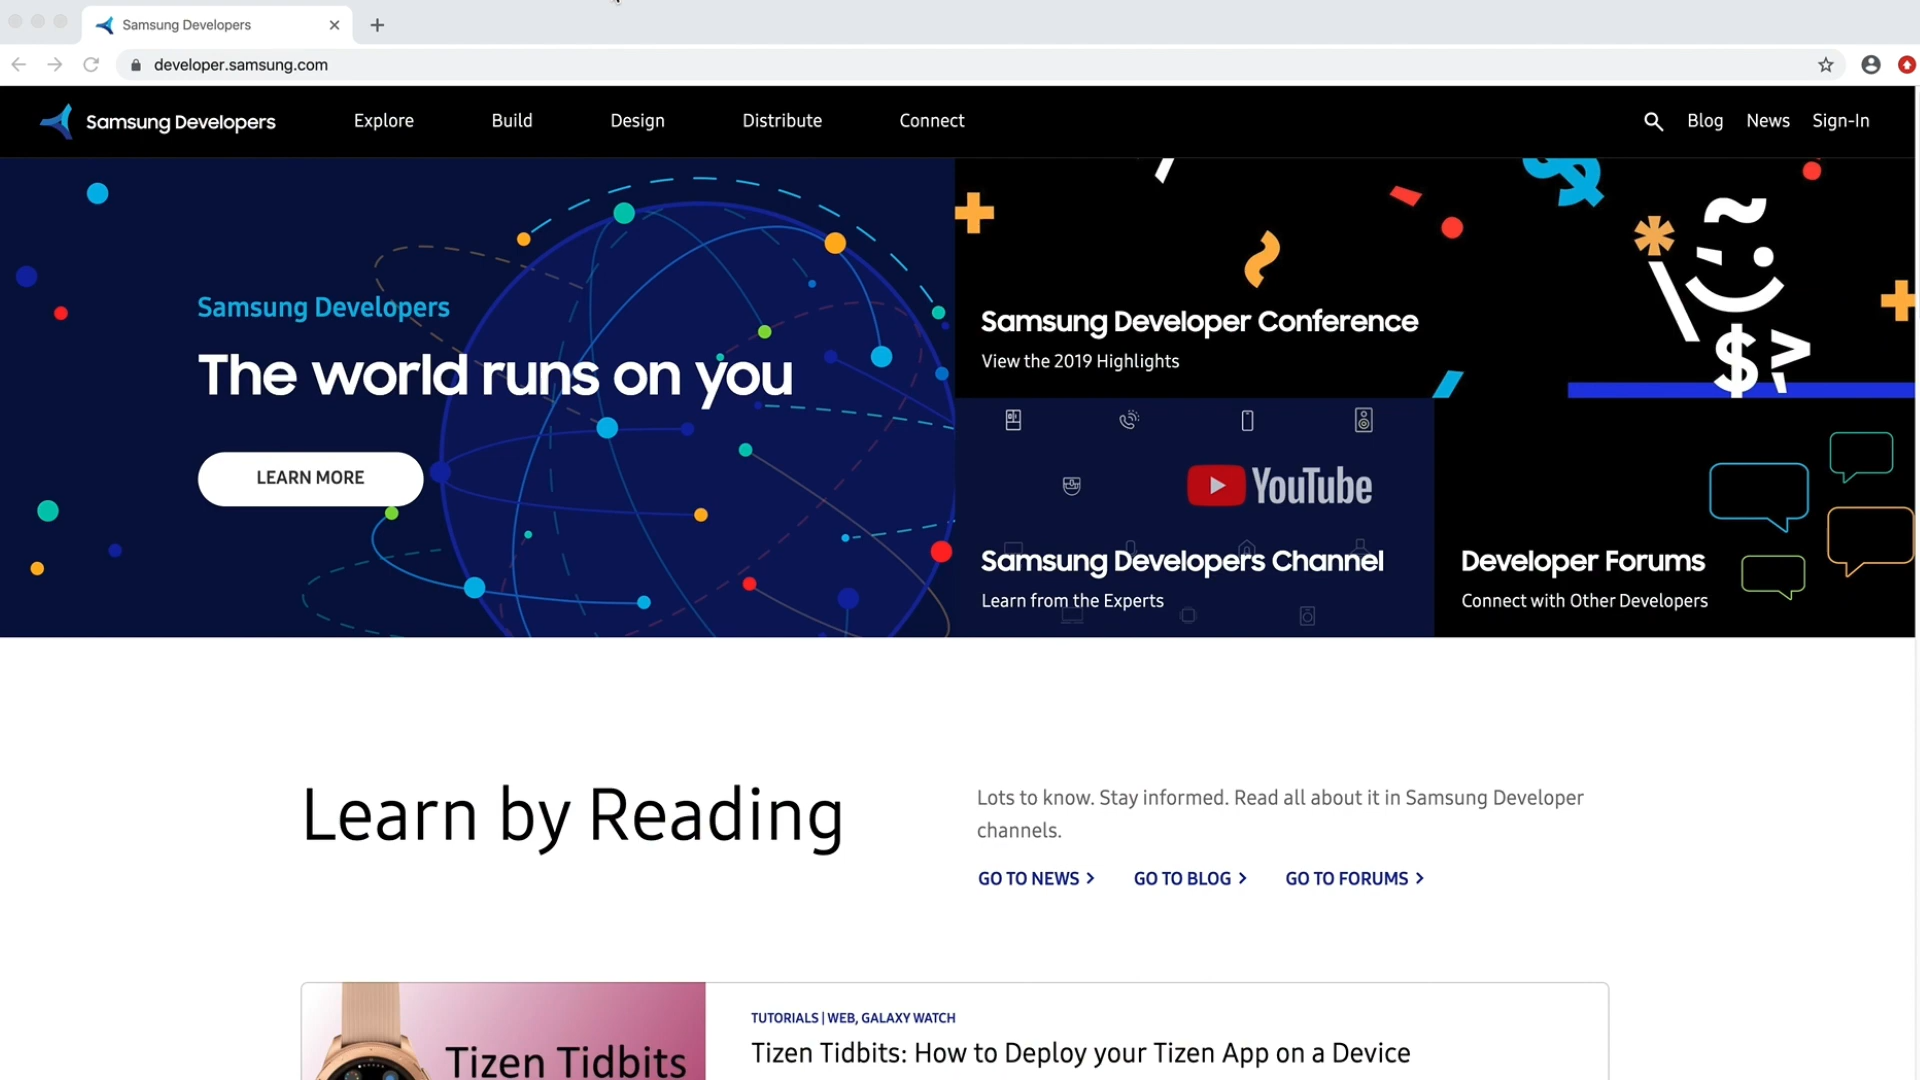 Samsung Developers
developer.samsung.com
Samsung Developers
Explore
Build
Design
Distribute
Connect
Blog
News
Sign-In
Samsung Developers
The world runs on you
LEARN MORE
Samsung Developer Conference
View the 2019 Highlights
YouTube
Samsung Developers Channel
Learn from the Experts
Developer Forums
Connect with Other Developers
Learn by Reading
Lots to know. Stay informed. Read all about it in Samsung Developer
channels.
GO TO NEWS
GO TO BLOG
GO TO FORUMS
Tizen Tidbits
TUTORIALS | WEB, GALAXY WATCH
Tizen Tidbits: How to Deploy your Tizen App on a Device